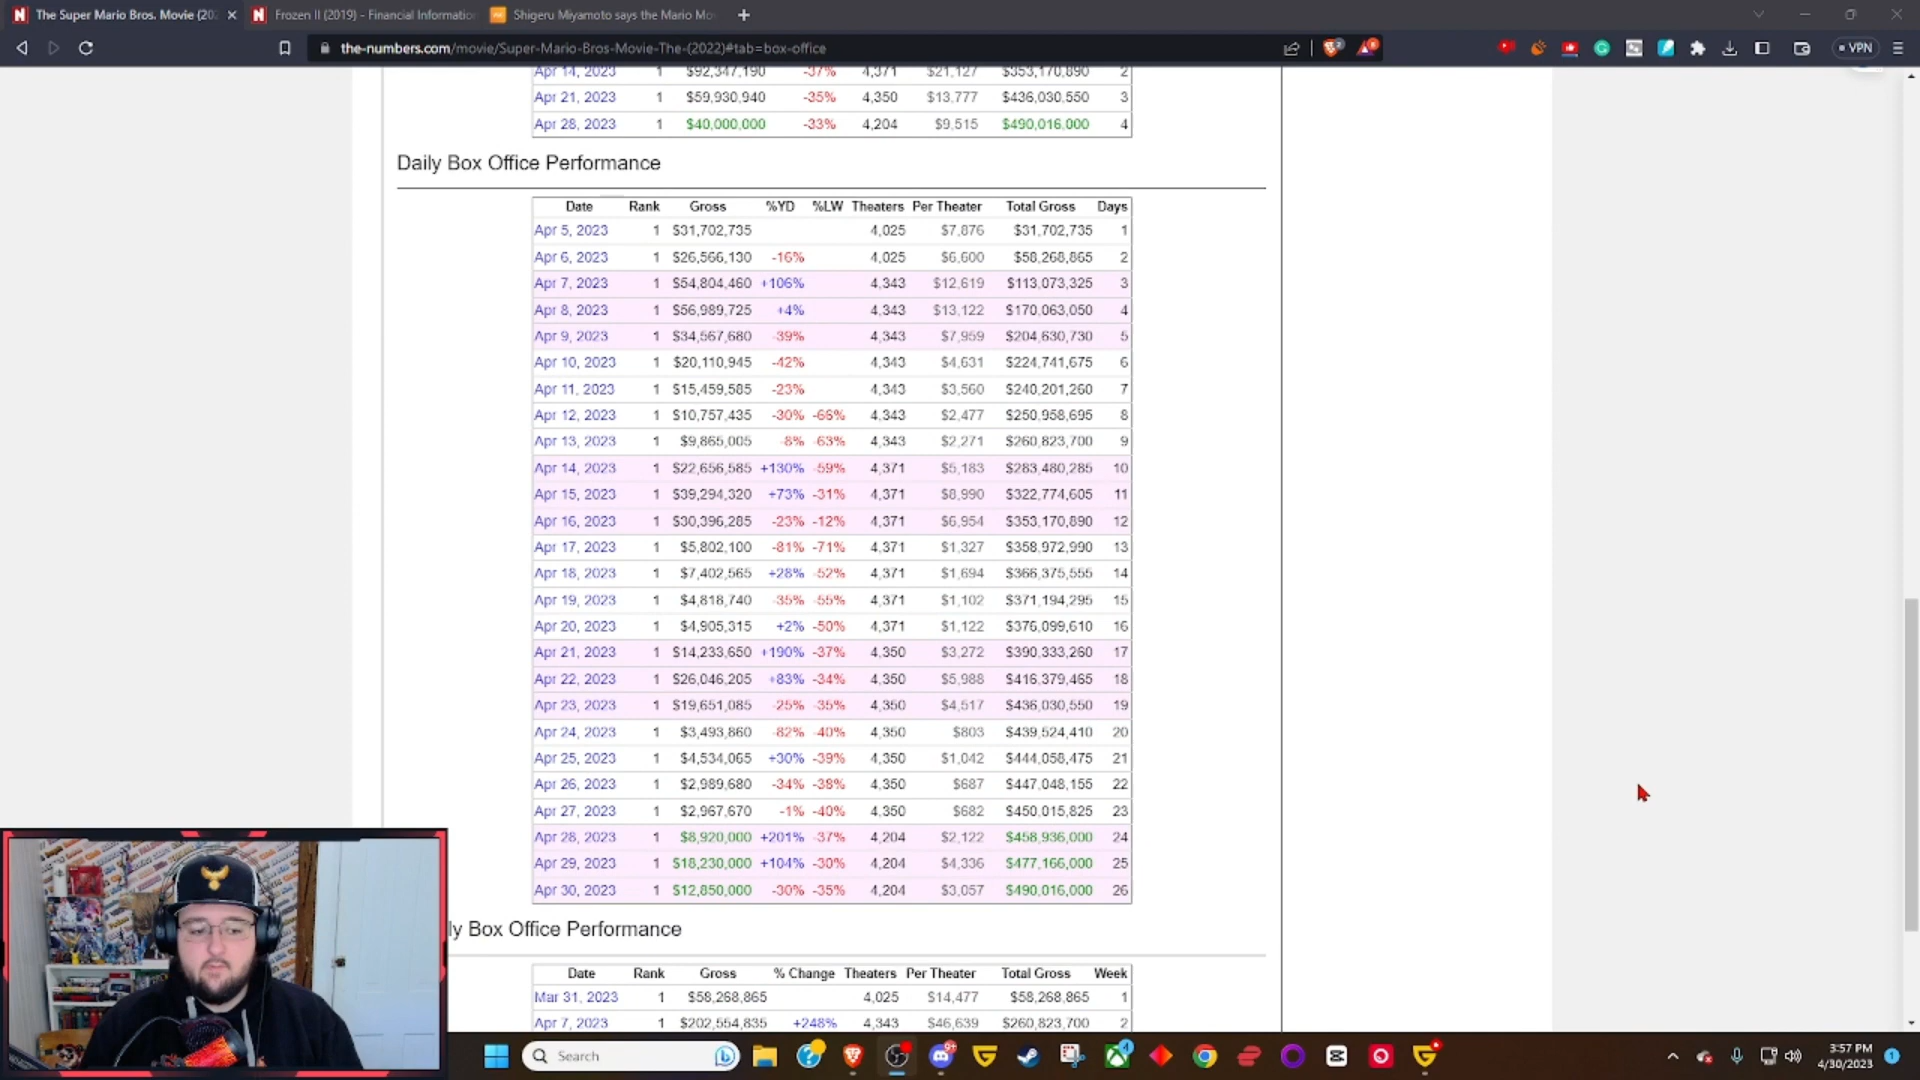 The Super Mario Bros. Movie (202
Frozen II (2019) - Financial Information
Shigeru Miyamoto says the Mario Mo
the-numbers.com/movie/Super-Mario-Bros-Movie-The-(2022)#tab=box-office
VPN
Apr 14, 2023 1 $92,347,190 -37% 4,371 $21,127 $353,170,890 2
Apr 21, 2023 1 $59,930,940 -35% 4,350 $13,777 $436,030,550 3
Apr 28, 2023 1 $40,000,000 -33% 4,204 $9,515 $490,016,000 4
Daily Box Office Performance
Date Rank Gross %YD %LW Theaters Per Theater Total Gross Days
Apr 5, 2023 1 $31,702,735 4,025 $7,876 $31,702,735 1
Apr 6, 2023 1 $26,566,130 -16% 4,025 $6,600 $58,268,865 2
Apr 7, 2023 1 $54,804,460 +106% 4,343 $12,619 $113,073,325 3
Apr 8, 2023 1 $56,989,725 +4% 4,343 $13,122 $170,063,050 4
Apr 9, 2023 1 $34,567,680 -39% 4,343 $7,959 $204,630,730 5
Apr 10, 2023 1 $20,110,945 -42% 4,343 $4,631 $224,741,675 6
Apr 11, 2023 1 $15,459,585 -23% 4,343 $3,560 $240,201,260 7
Apr 12, 2023 1 $10,757,435 -30% -66% 4,343 $2,477 $250,958,695 8
Apr 13, 2023 1 $9,865,005 -8% -63% 4,343 $2,271 $260,823,700 9
Apr 14, 2023 1 $22,656,585 +130% -59% 4,371 $5,183 $283,480,285 10
Apr 15, 2023 1 $39,294,320 +73% -31% 4,371 $8,990 $322,774,605 11
Apr 16, 2023 1 $30,396,285 -23% -12% 4,371 $6,954 $353,170,890 12
Apr 17, 2023 1 $5,802,100 -81% -71% 4,371 $1,327 $358,972,990 13
Apr 18, 2023 1 $7,402,565 +28% -52% 4,371 $1,694 $366,375,555 14
Apr 19, 2023 1 $4,818,740 -35% -55% 4,371 $1,102 $371,194,295 15
Apr 20, 2023 1 $4,905,315 +2% -50% 4,371 $1,122 $376,099,610 16
Apr 21, 2023 1 $14,233,650 +190% -37% 4,350 $3,272 $390,333,260 17
Apr 22, 2023 1 $26,046,205 +83% -34% 4,350 $5,988 $416,379,465 18
Apr 23, 2023 1 $19,651,085 -25% -35% 4,350 $4,517 $436,030,550 19
Apr 24, 2023 1 $3,493,860 -82% -40% 4,350 $803 $439,524,410 20
Apr 25, 2023 1 $4,534,065 +30% -39% 4,350 $1,042 $444,058,475 21
Apr 26, 2023 1 $2,989,680 -34% -38% 4,350 $687 $447,048,155 22
Apr 27, 2023 1 $2,967,670 -1% -40% 4,350 $682 $450,015,825 23
Apr 28, 2023 1 $8,920,000 +201% -37% 4,204 $2,122 $458,936,000 24
Apr 29, 2023 1 $18,230,000 +104% -30% 4,204 $4,336 $477,166,000 25
Apr 30, 2023 1 $12,850,000 -30% -35% 4,204 $3,057 $490,016,000 26
ly Box Office Performance
Date Rank Gross % Change Theaters Per Theater Total Gross Week
Mar 31, 2023 1 $58,268,865 4,025 $14,477 $58,268,865 1
Apr 7, 2023 1 $202,554,835 +248% 4,343 $46,639 $260,823,700 2
Search
3:57 PM
4/30/2023